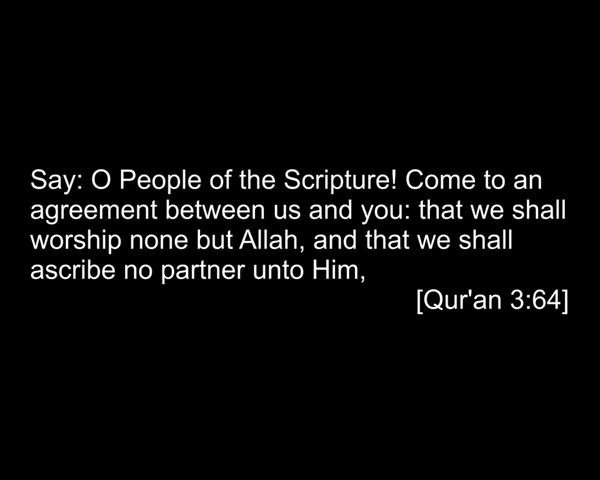 Say: O People of the Scripture! Come to an
agreement between us and you: that we shall
worship none but Allah, and that we shall
ascribe no partner unto Him,
[Qur'an 3:64]